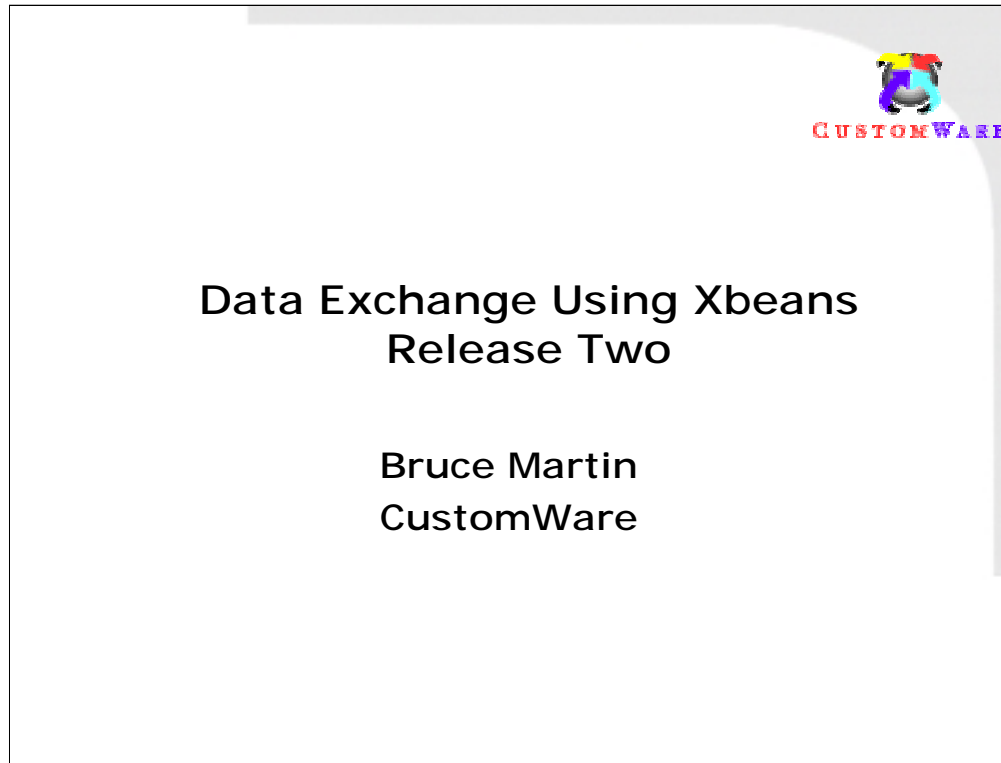 CUSTOMWARE
Data Exchange Using Xbeans
Release Two
Bruce Martin
CustomWare